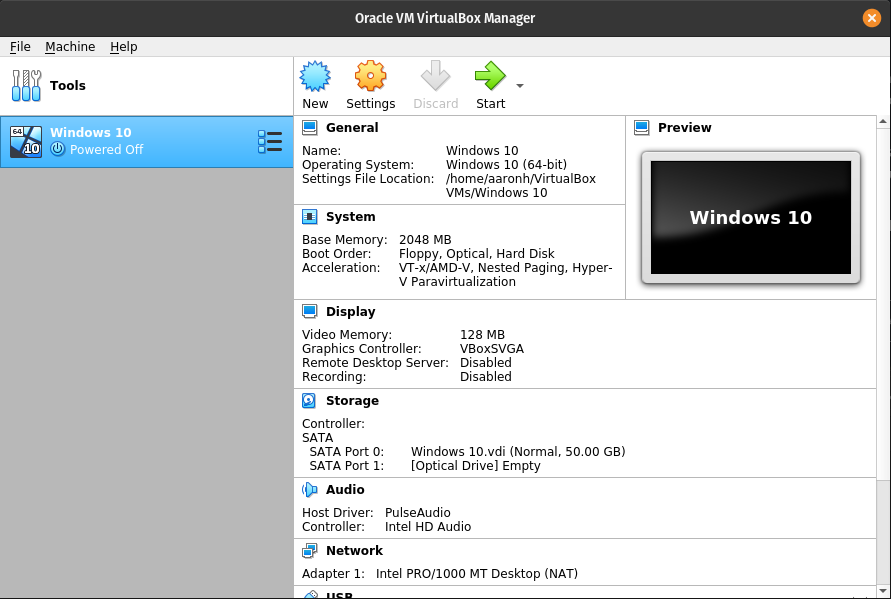 Oracle VM VirtualBox Manager
File Machine Help
Tools
New Settings Discard Start
64 10 Windows 10
Powered Off
General
Name: Windows 10
Operating System: Windows 10 (64-bit)
Settings File Location: /home/aaronh/VirtualBox
VMs/Windows 10
Preview
Windows 10
System
Base Memory: 2048 MB
Boot Order: Floppy, Optical, Hard Disk
Acceleration: VT-x/AMD-V, Nested Paging, Hyper-
V Paravirtualization
Display
Video Memory: 128 MB
Graphics Controller: VBoxSVGA
Remote Desktop Server: Disabled
Recording: Disabled
Storage
Controller:
SATA
SATA Port 0: Windows 10.vdi (Normal, 50.00 GB)
SATA Port 1: [Optical Drive] Empty
Audio
Host Driver: PulseAudio
Controller: Intel HD Audio
Network
Adapter 1: Intel PRO/1000 MT Desktop (NAT)
USB